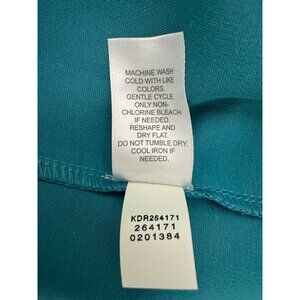 MACHINE WASH
COLD WITH LIKE
COLORS.
GENTLE CYCLE.
ONLY NON-
CHLORINE BLEACH
IF NEEDED.
RESHAPE AND
DRY FLAT.
DO NOT TUMBLE DRY.
COOL IRON IF
NEEDED.
KDR264171
264171
0201384